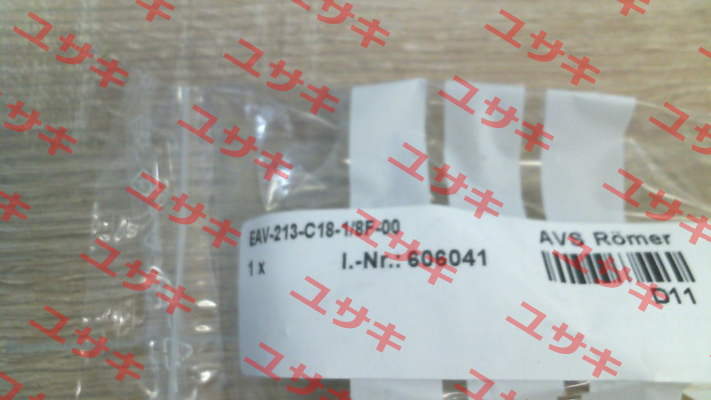 EAV-213-C18-1/8F-00
1 x
I.-Nr.: 606041
AVS Römer
D11
ユサキ